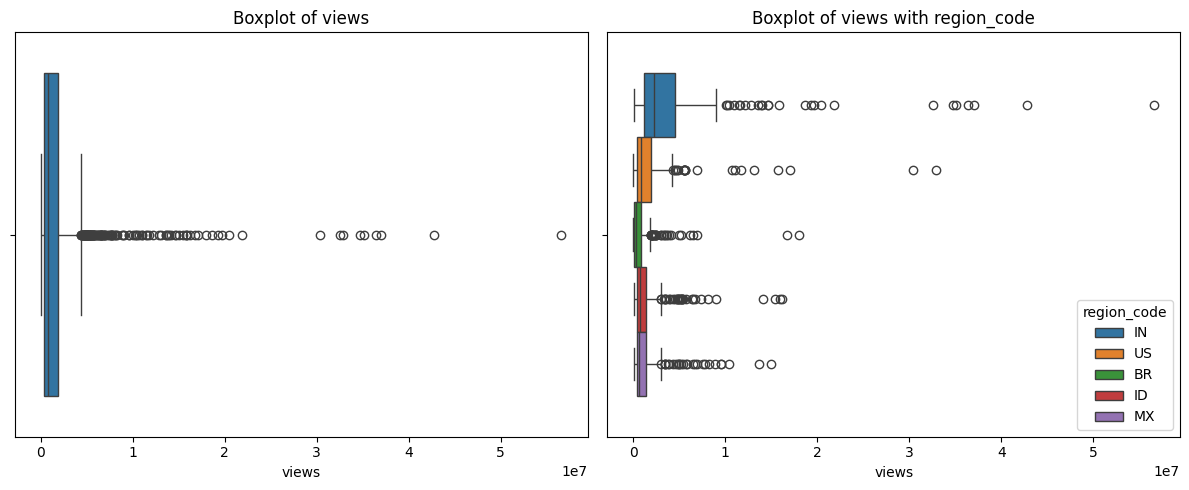 Boxplot of views
0 1 2 3 4 5
1e7
views
Boxplot of views with region_code
region_code
IN
US
BR
ID
MX
0 1 2 3 4 5
1e7
views